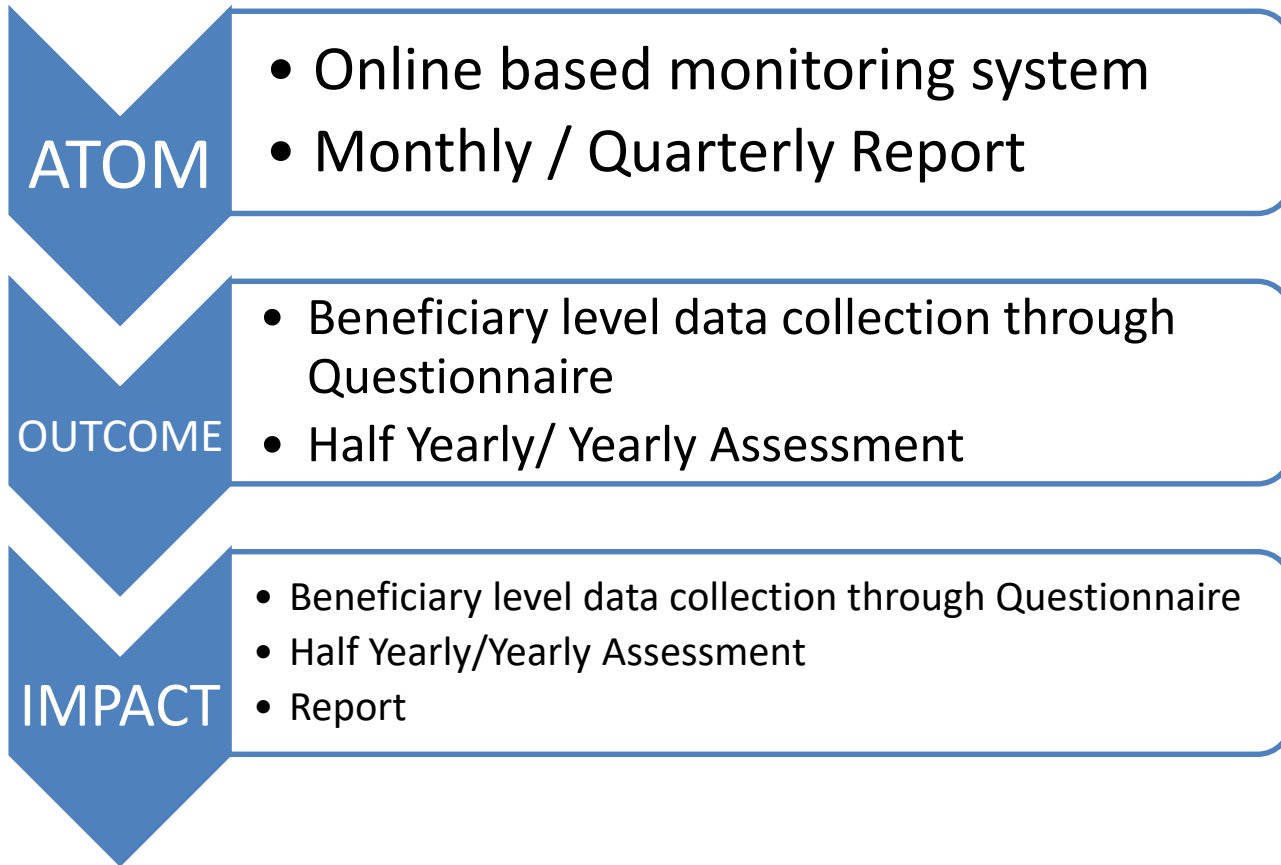 ATOM
• Online based monitoring system
• Monthly / Quarterly Report
OUTCOME
• Beneficiary level data collection through
Questionnaire
• Half Yearly/ Yearly Assessment
IMPACT
• Beneficiary level data collection through Questionnaire
• Half Yearly/Yearly Assessment
• Report